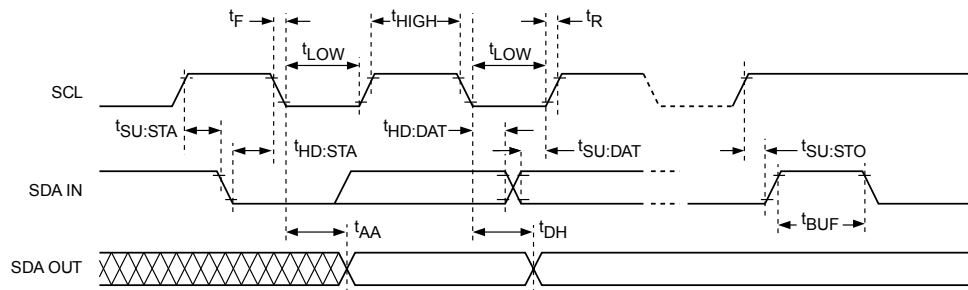 tF
tHIGH
tR
tLOW
tLOW
SCL
tSU:STA
tHD:STA
tHD:DAT
tSU:DAT
tSU:STO
SDA IN
tAA
tDH
tBUF
SDA OUT